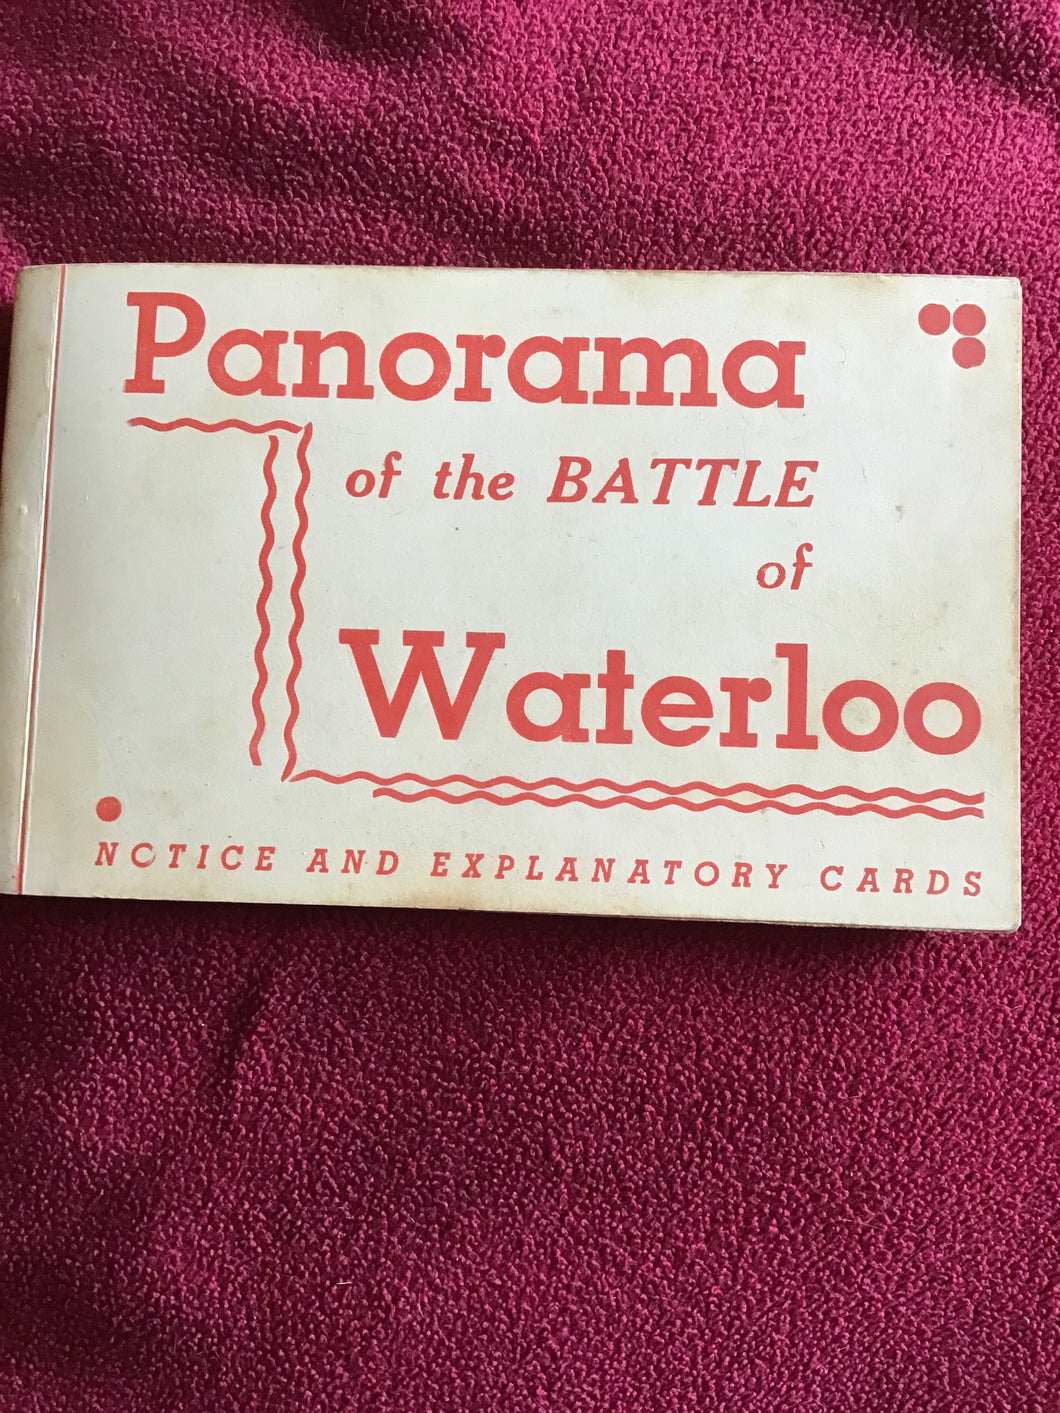 Panorama
of the BATTLE
of
Waterloo
NOTICE AND EXPLANATORY CARDS